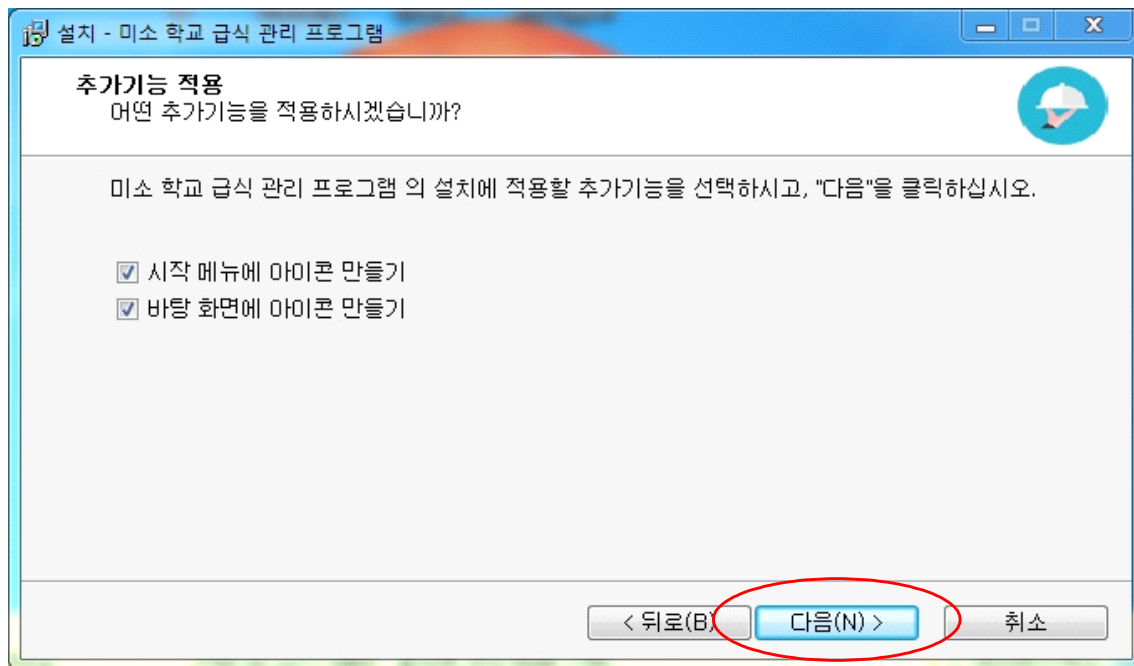 설치 - 미소 학교 급식 관리 프로그램
추가기능 적용
어떤 추가기능을 적용하시겠습니까?
미소 학교 급식 관리 프로그램 의 설치에 적용할 추가기능을 선택하시고, "다음"을 클릭하십시오.
시작 메뉴에 아이콘 만들기
바탕 화면에 아이콘 만들기
< 뒤로(B) 다음(N) > 취소